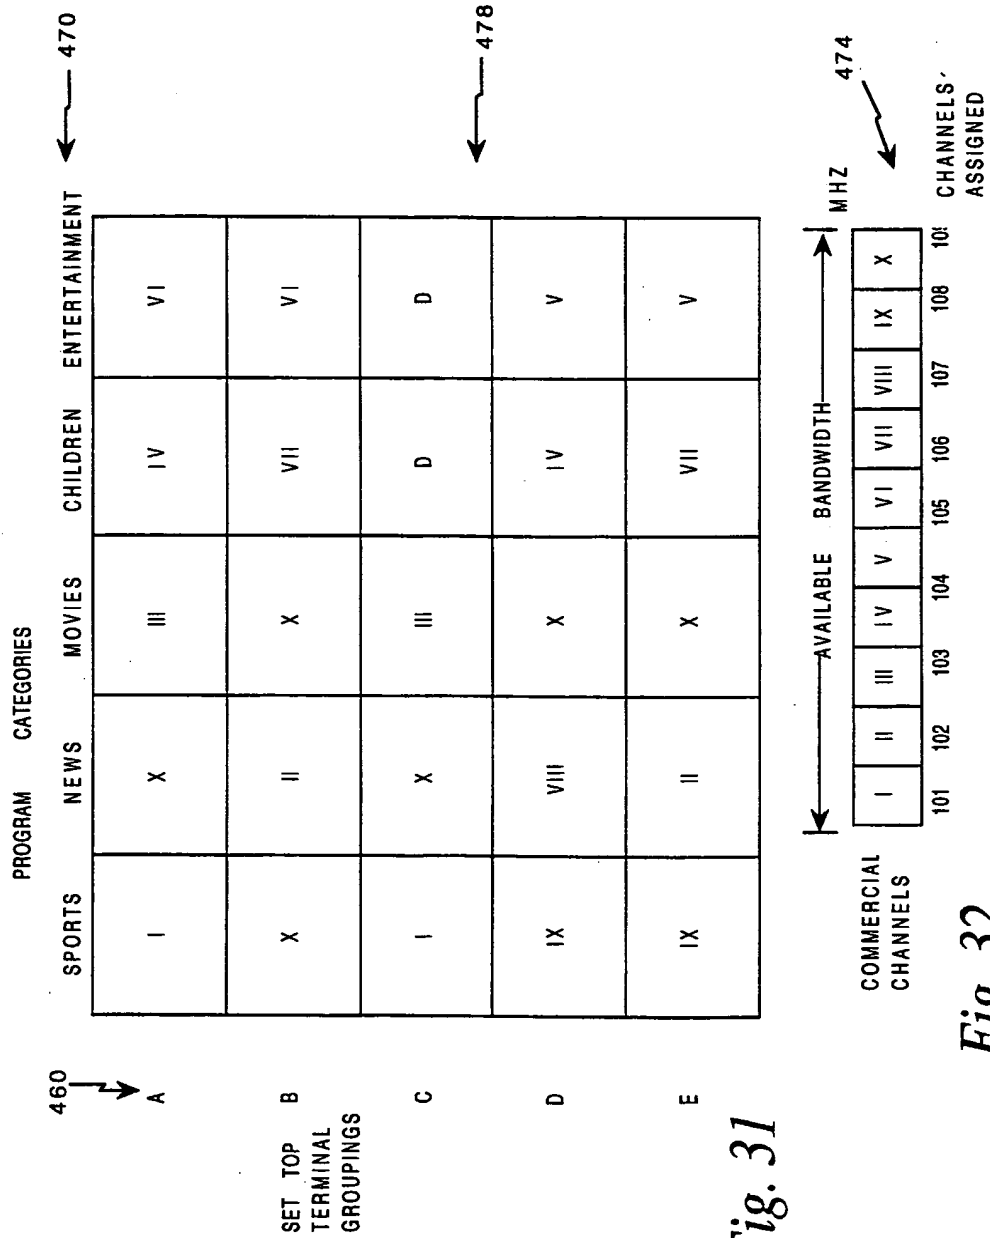 470
PROGRAM CATEGORIES
SPORTS NEWS MOVIES CHILDREN ENTERTAINMENT
460
A I X III IV VI
SET TOP
TERMINAL
GROUPINGS
B X II X VII VI
C I X III D D
478
D IX VIII X IV V
E IX II X VII V
Fig. 31
AVAILABLE BANDWIDTH MHZ
474
COMMERCIAL
CHANNELS
I II III IV V VI VII VIII IX X
101 102 103 104 105 106 107 108
CHANNELS
ASSIGNED
Fig. 32